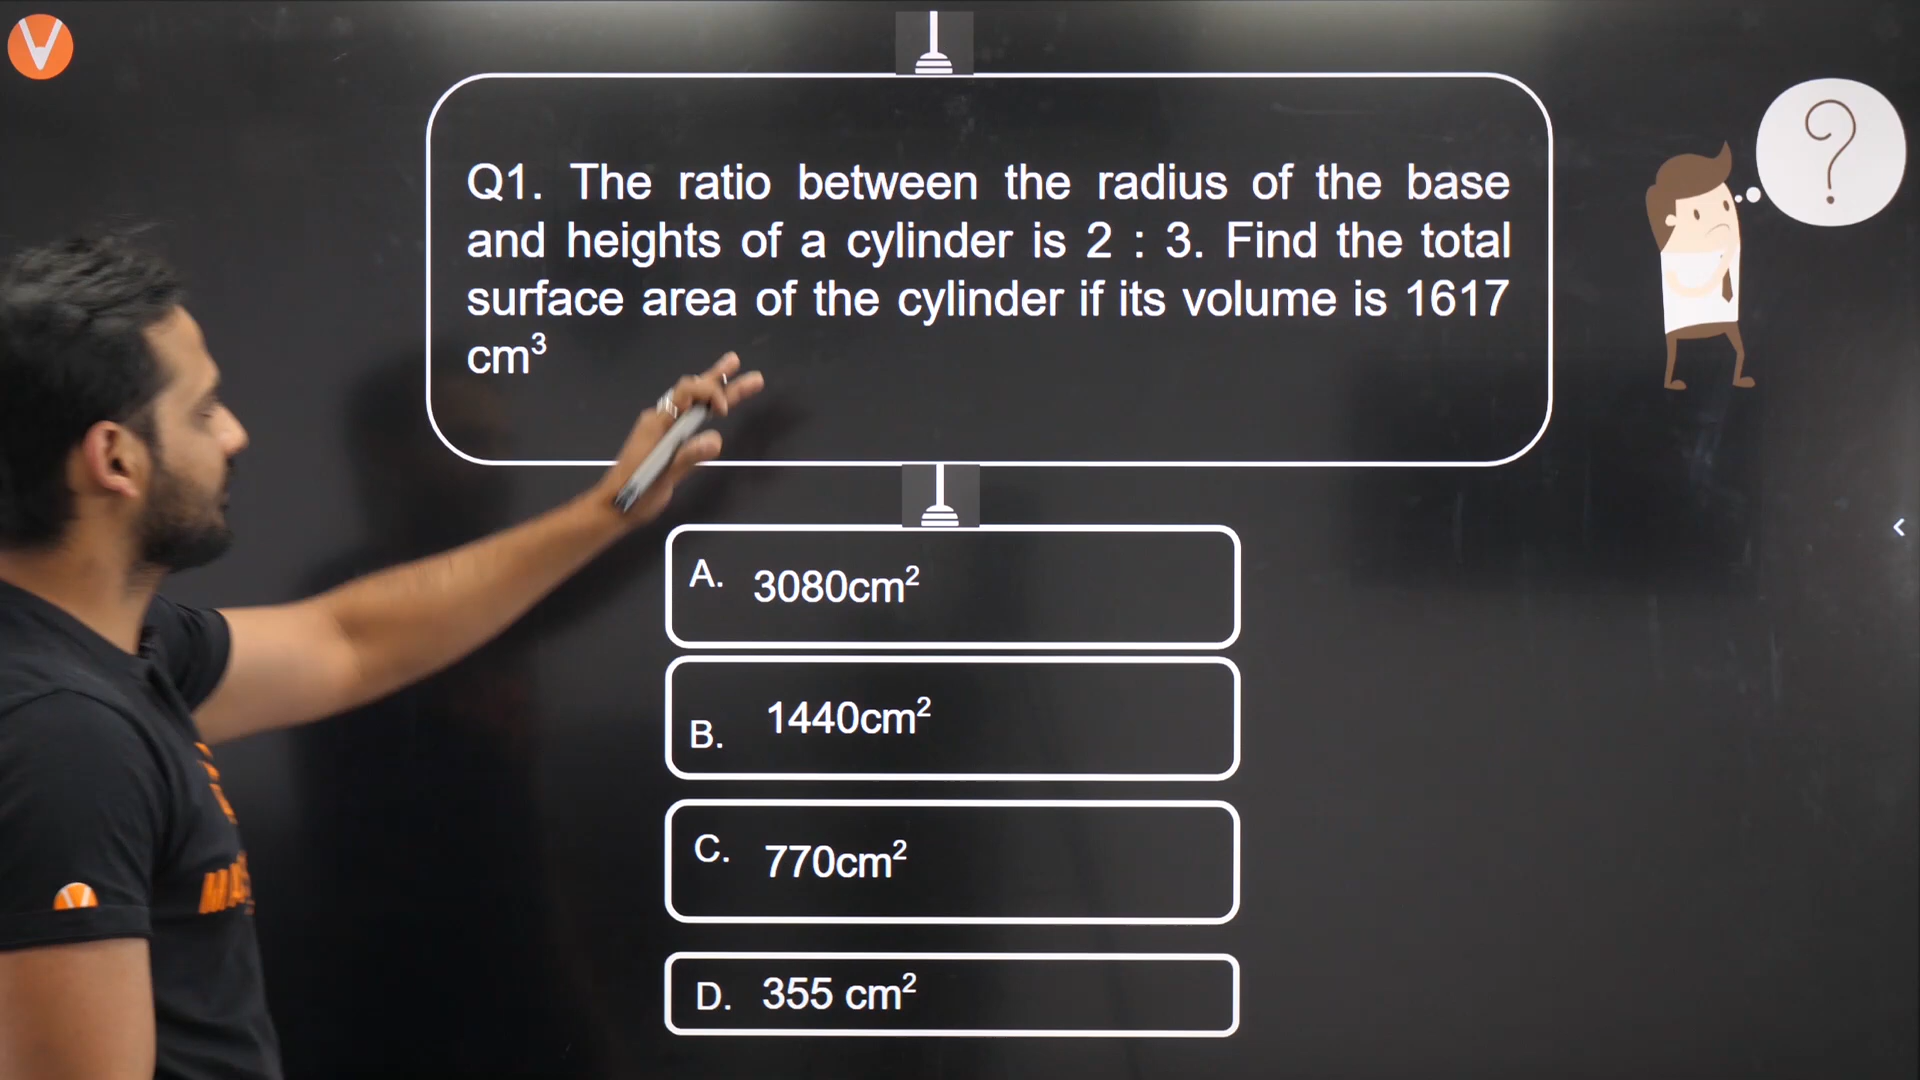 Q1. The ratio between the radius of the base
and heights of a cylinder is 2 : 3. Find the total
surface area of the cylinder if its volume is 1617
cm³
?
A. 3080cm²
B. 1440cm²
C. 770cm²
D. 355 cm²